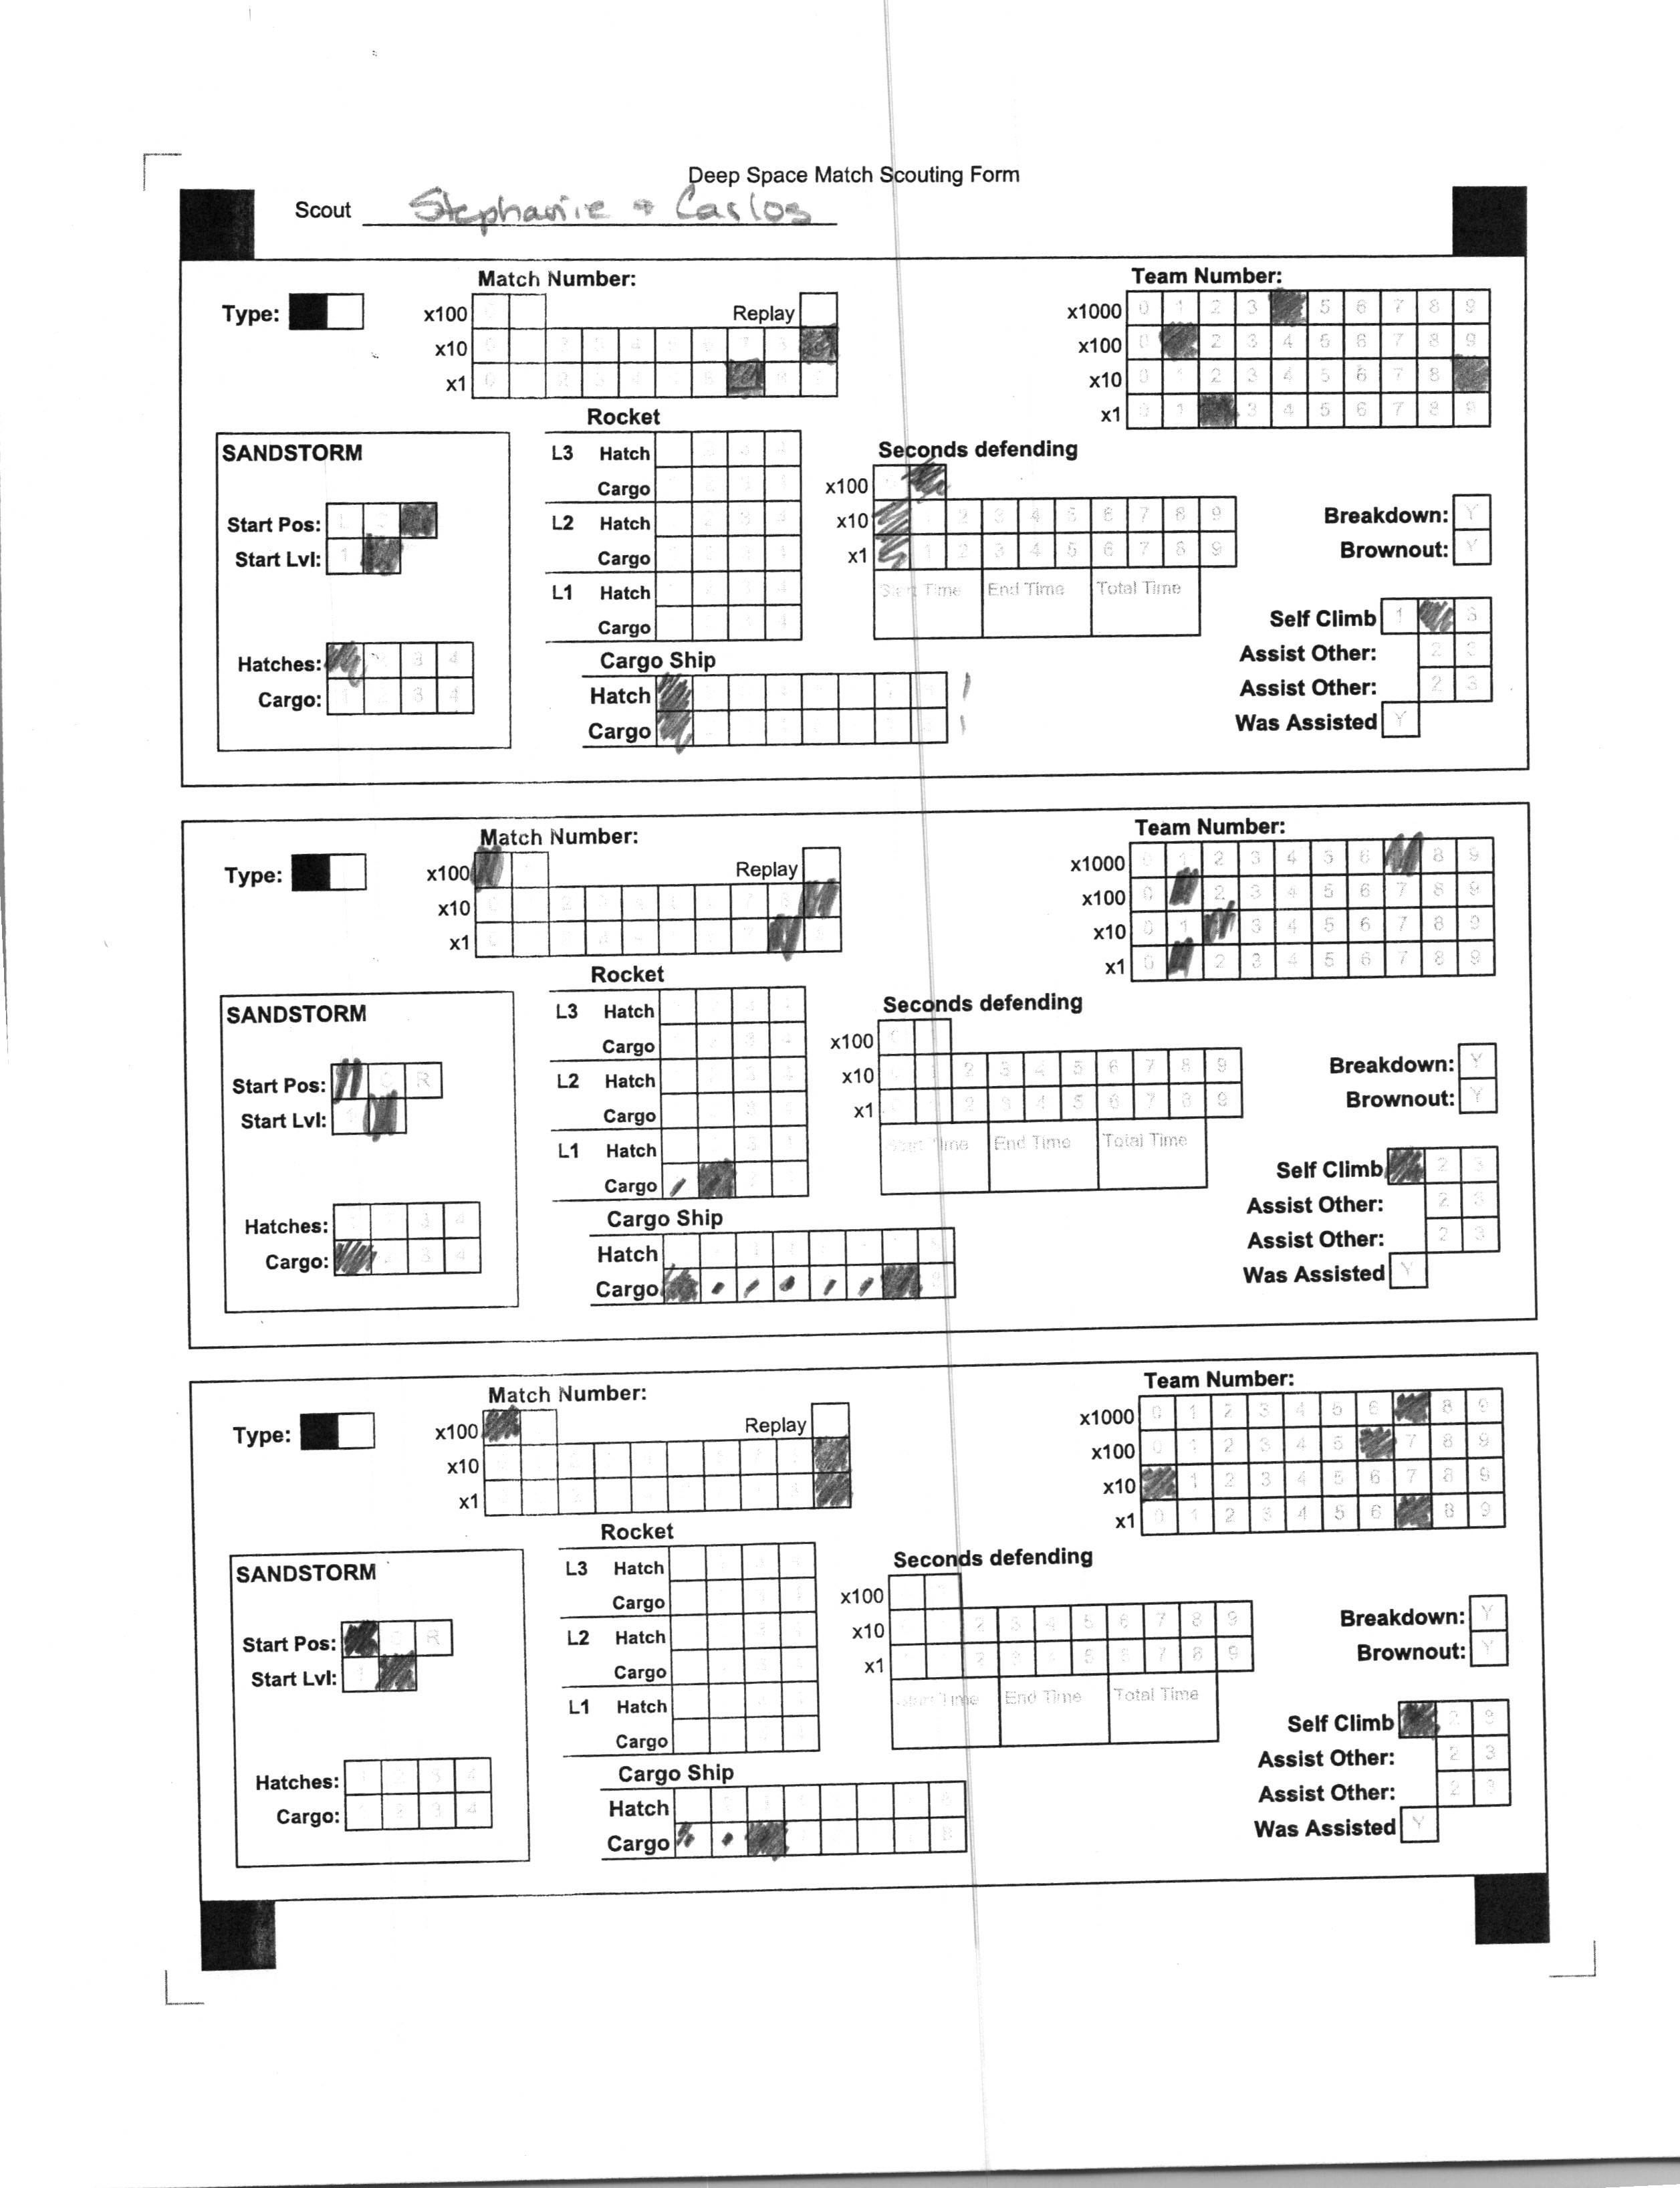 Deep Space Match Scouting Form
Scout Stephanie + Carlos
Match Number:
Team Number:
Type:
x100
Replay
x10
x1
x1000 0 1 2 3 5 6 7 8 9
x100 0 2 3 4 5 6 7 8 9
x10 0 1 2 3 4 5 6 7 8
x1 0 1 3 4 5 6 7 8 9
Rocket
SANDSTORM
L3 Hatch
Cargo
L2 Hatch
Cargo
L1 Hatch
Cargo
Seconds defending
x100
x10 1 2 3 4 5 6 7 8 9
x1 1 2 3 4 5 6 7 8 9
Start Time End Time Total Time
Start Pos:
Start Lvl: 1
Breakdown: Y
Brownout: Y
Self Climb 1 3
Assist Other: 2 3
Assist Other: 2 3
Was Assisted Y
Hatches: 2 3 4
Cargo: 1 2 3 4
Cargo Ship
Hatch
Cargo
Match Number:
Team Number:
Type:
x100
Replay
x10
x1
x1000 0 1 2 3 4 5 6 8 9
x100 0 2 3 4 5 6 7 8 9
x10 0 1 3 4 5 6 7 8 9
x1 0 2 3 4 5 6 7 8 9
Rocket
SANDSTORM
L3 Hatch
Cargo
L2 Hatch
Cargo
L1 Hatch
Cargo
Seconds defending
x100
x10 2 3 4 5 6 7 8 9
x1 2 3 4 5 6 7 8 9
Start Time End Time Total Time
Start Pos: C R
Start Lvl:
Breakdown: Y
Brownout: Y
Self Climb 2 3
Assist Other: 2 3
Assist Other: 2 3
Was Assisted Y
Hatches: 3 4
Cargo: 2 3 4
Cargo Ship
Hatch
Cargo
Match Number:
Team Number:
Type:
x100
Replay
x10
x1
x1000 0 1 2 3 4 5 6 8 9
x100 0 1 2 3 4 5 7 8 9
x10 1 2 3 4 5 6 7 8 9
x1 0 1 2 3 4 5 6 8 9
Rocket
SANDSTORM
L3 Hatch
Cargo
L2 Hatch
Cargo
L1 Hatch
Cargo
Seconds defending
x100
x10 2 3 4 5 6 7 8 9
x1 2 3 4 5 6 7 8 9
Start Time End Time Total Time
Start Pos: C R
Start Lvl:
Breakdown: Y
Brownout: Y
Self Climb 2 3
Assist Other: 2 3
Assist Other: 2 3
Was Assisted Y
Hatches: 1 2 3 4
Cargo: 1 2 3 4
Cargo Ship
Hatch
Cargo